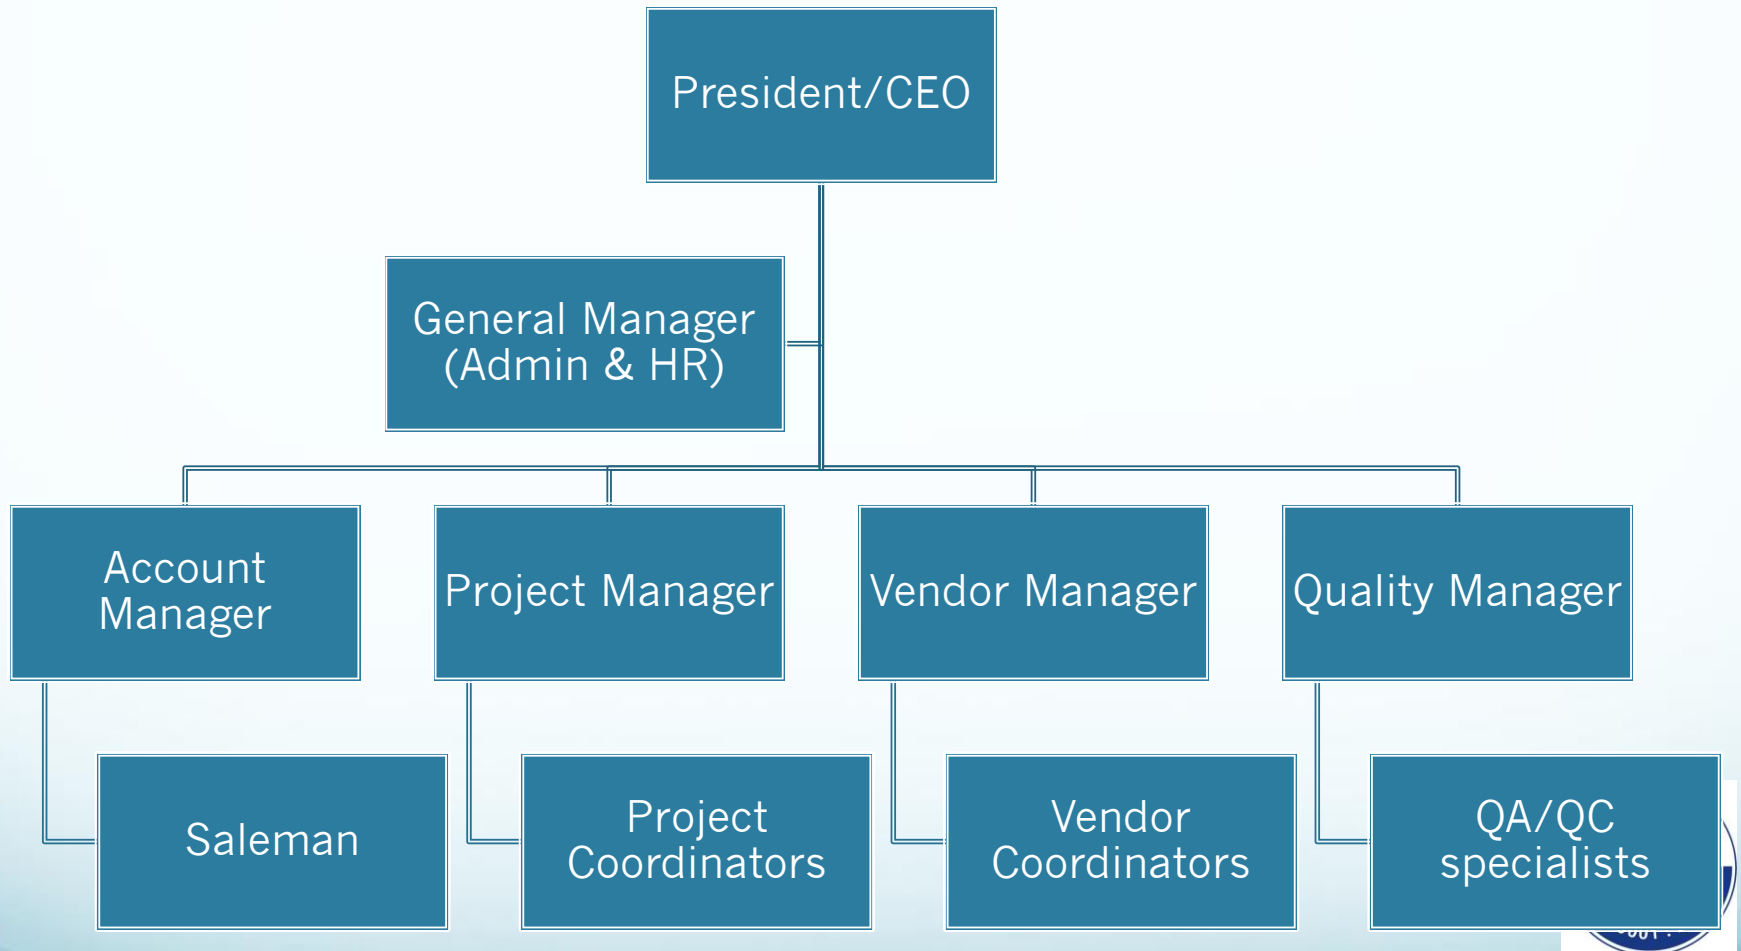 President/CEO
General Manager
(Admin & HR)
Account
Manager
Project Manager
Vendor Manager
Quality Manager
Saleman
Project
Coordinators
Vendor
Coordinators
QA/QC
specialists